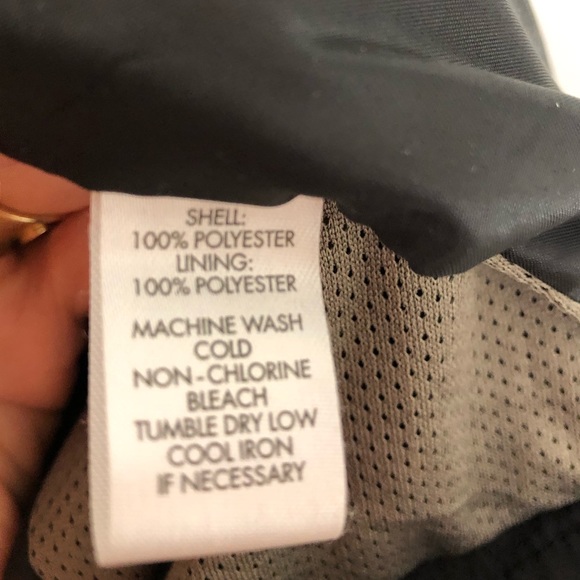 SHELL:
100% POLYESTER
LINING:
100% POLYESTER
MACHINE WASH
COLD
NON-CHLORINE
BLEACH
TUMBLE DRY LOW
COOL IRON
IF NECESSARY